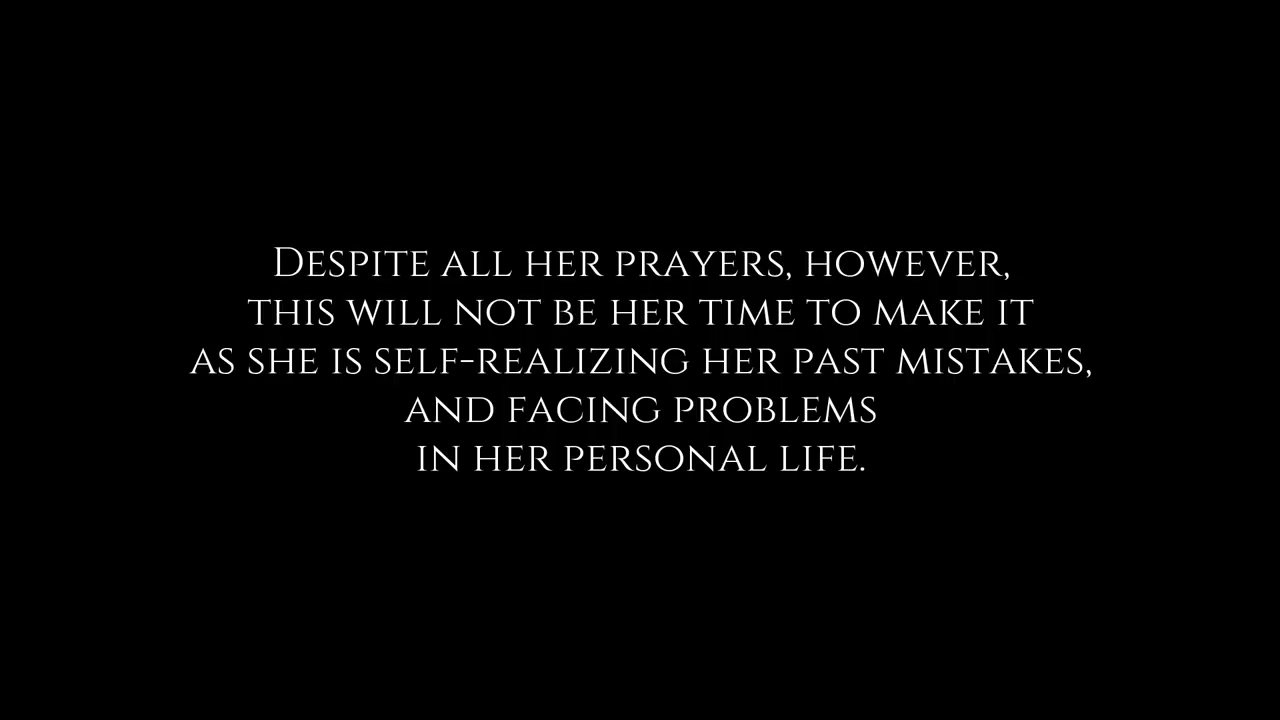 Despite all her prayers, however,
this will not be her time to make it
as she is self-realizing her past mistakes,
and facing problems
in her personal life.